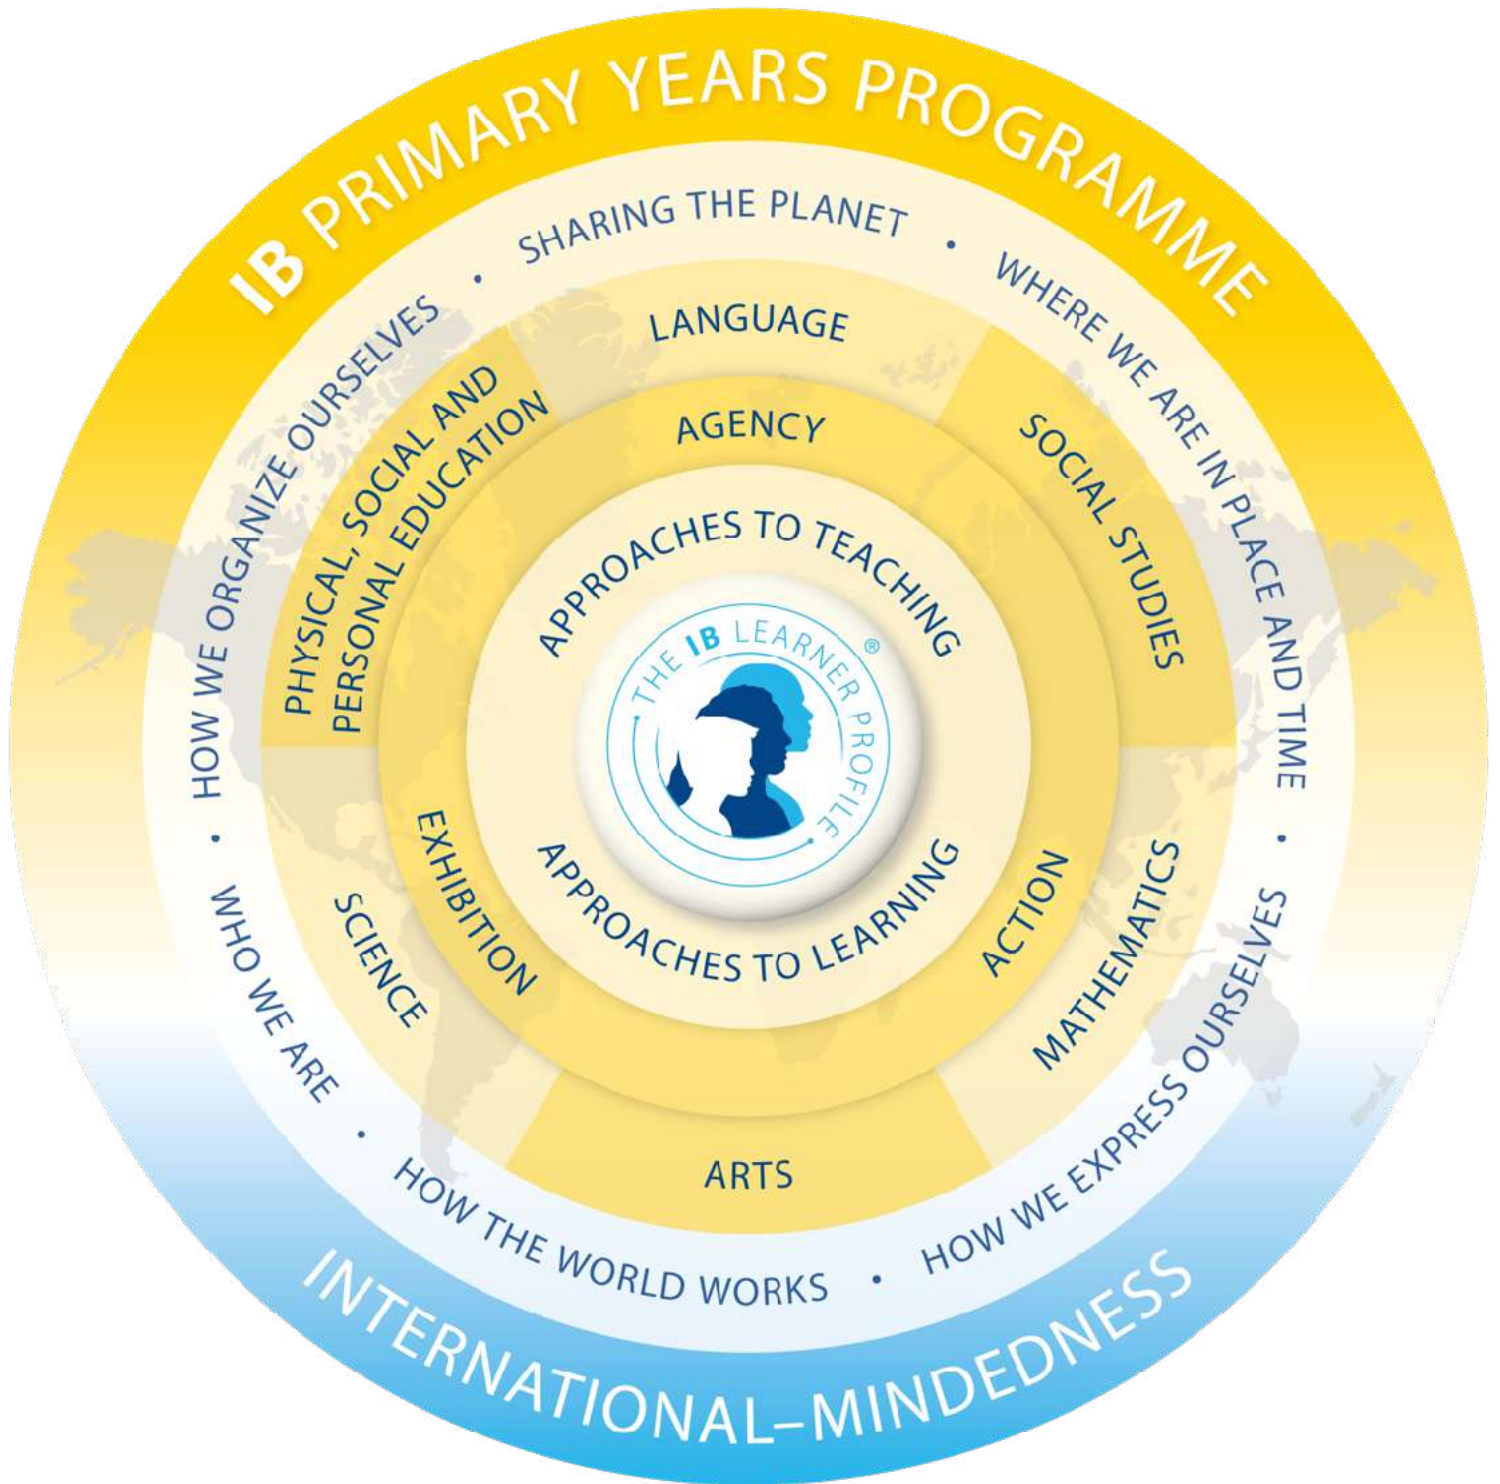 IB PRIMARY YEARS PROGRAMME
SHARING THE PLANET
•
WHERE WE ARE IN PLACE AND TIME
•
HOW WE EXPRESS OURSELVES
•
HOW THE WORLD WORKS
•
WHO WE ARE
•
HOW WE ORGANIZE OURSELVES
•
LANGUAGE
SOCIAL STUDIES
MATHEMATICS
ARTS
SCIENCE
PHYSICAL, SOCIAL AND
PERSONAL EDUCATION
AGENCY
ACTION
EXHIBITION
APPROACHES TO TEACHING
THE IB LEARNER PROFILE®
APPROACHES TO LEARNING
INTERNATIONAL–MINDEDNESS